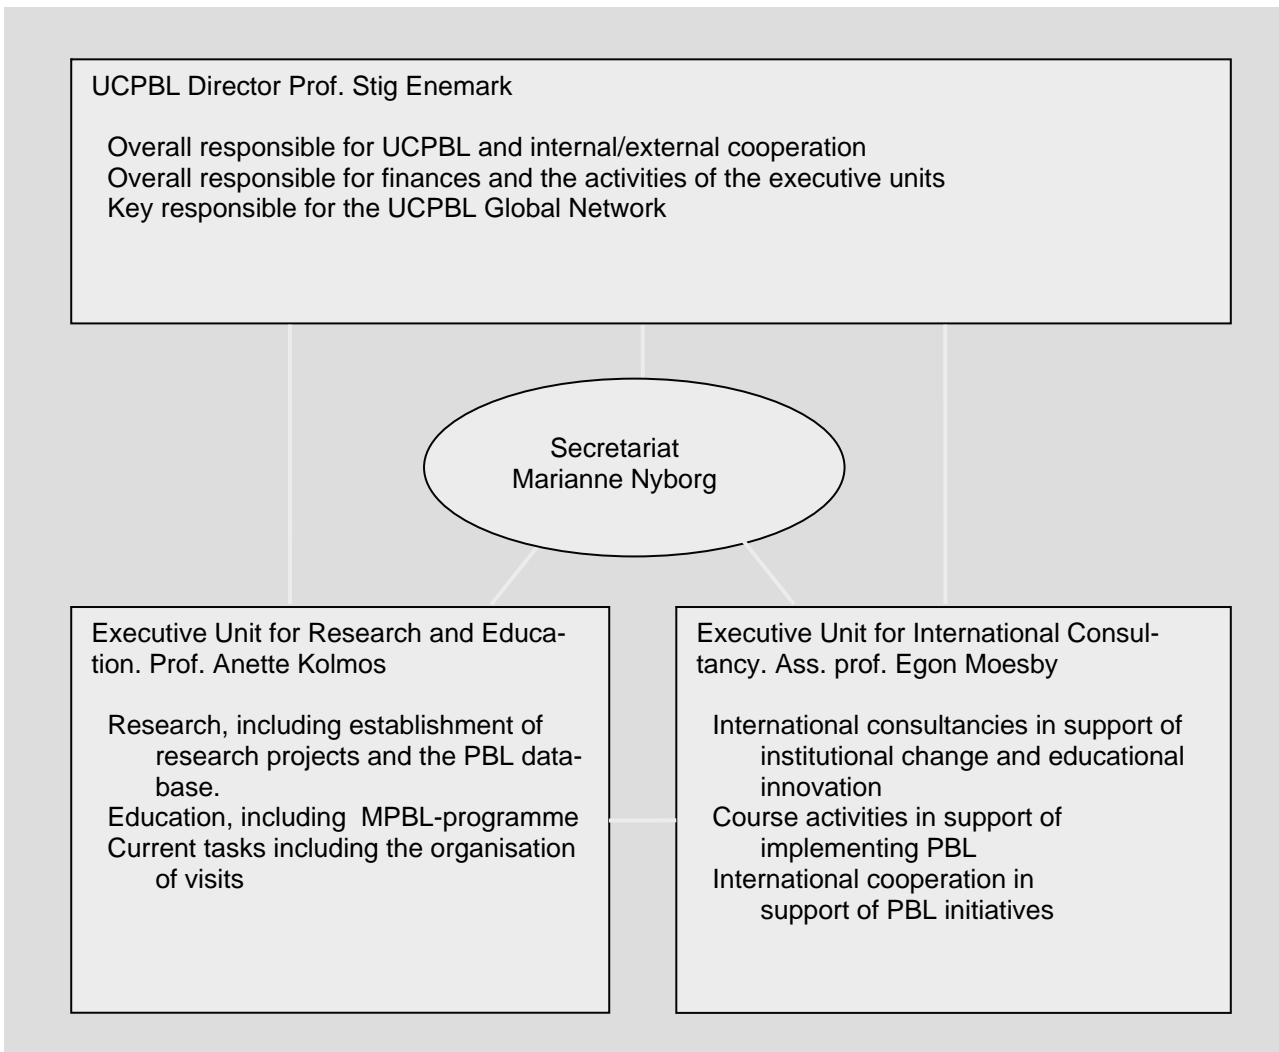 UCPBL Director Prof. Stig Enemark
Overall responsible for UCPBL and internal/external cooperation
Overall responsible for finances and the activities of the executive units
Key responsible for the UCPBL Global Network
Secretariat
Marianne Nyborg
Executive Unit for Research and Educa-
tion. Prof. Anette Kolmos
Research, including establishment of
research projects and the PBL data-
base.
Education, including MPBL-programme
Current tasks including the organisation
of visits
Executive Unit for International Consul-
tancy. Ass. prof. Egon Moesby
International consultancies in support of
institutional change and educational
innovation
Course activities in support of
implementing PBL
International cooperation in
support of PBL initiatives